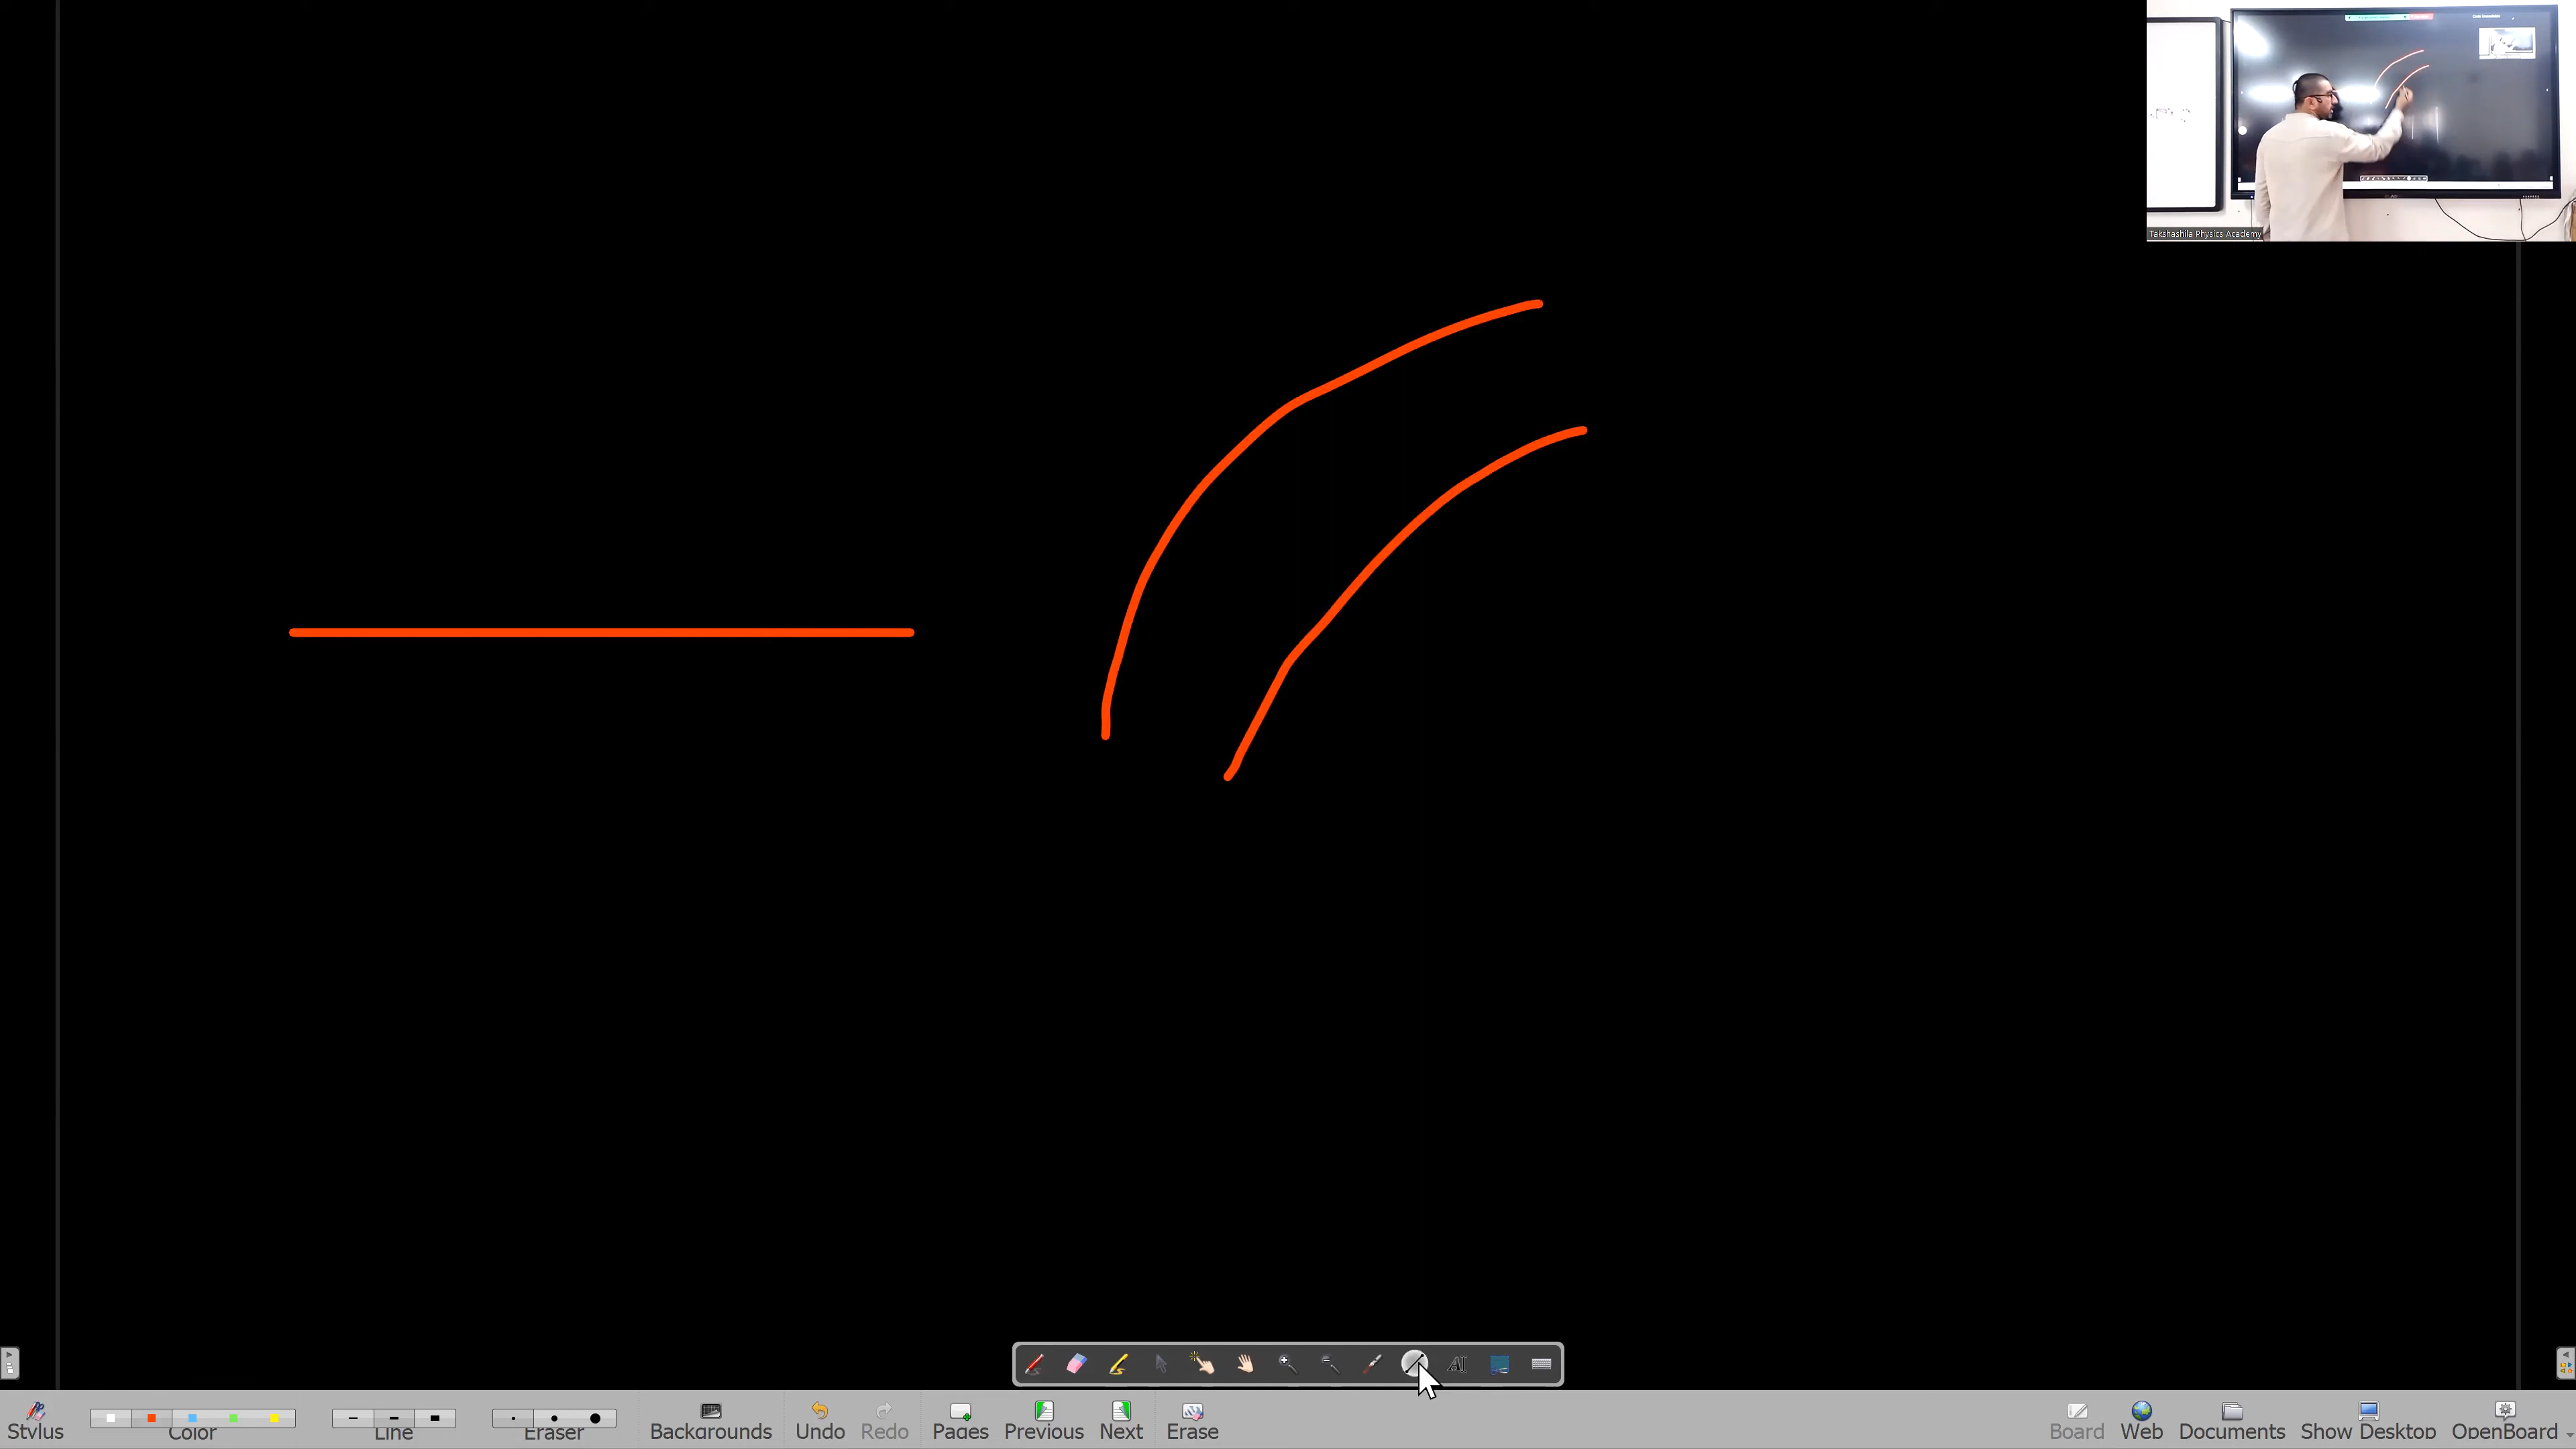 Takshashila Physics Academy
AI
Stylus
Color
Line
Eraser
Backgrounds
Undo
Redo
Pages
Previous
Next
Erase
Board
Web
Documents
Show Desktop
OpenBoard